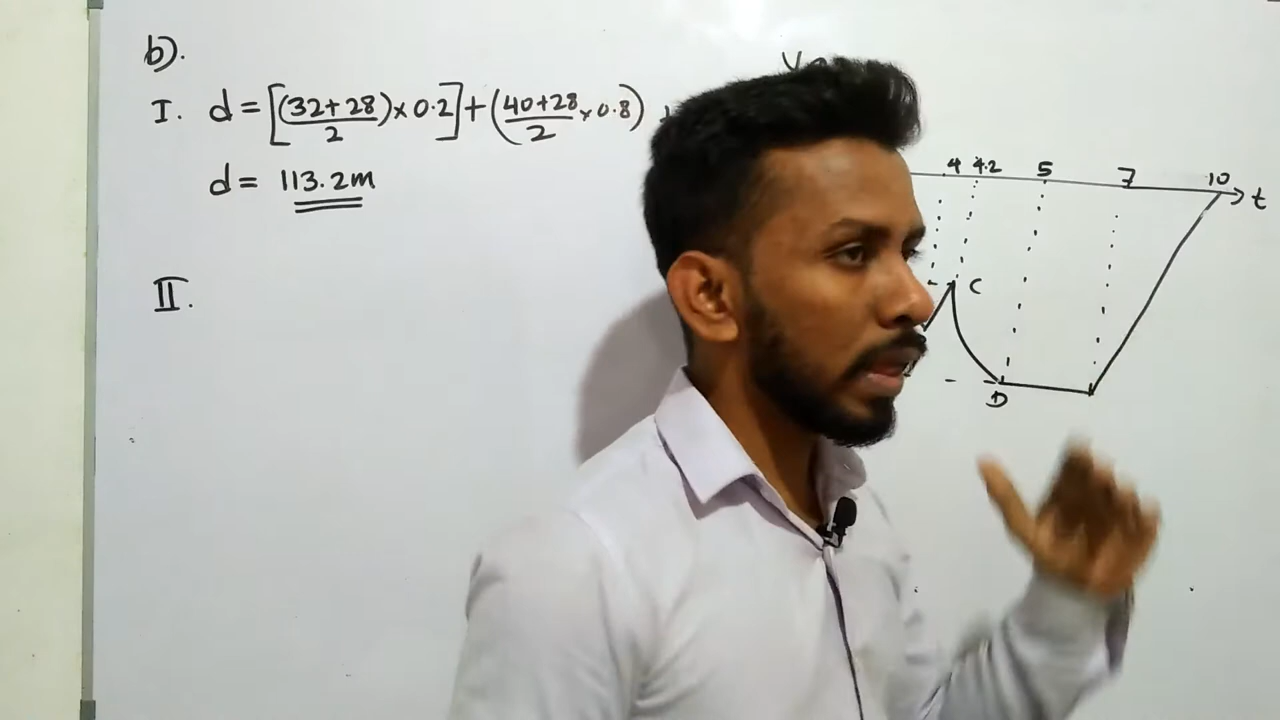 b).
I. d = [(32+28)/2 × 0.2] + (40+28/2 × 0.8) +
d = 113.2m
II.
V
4 4.2 5 7 10 t
C
D